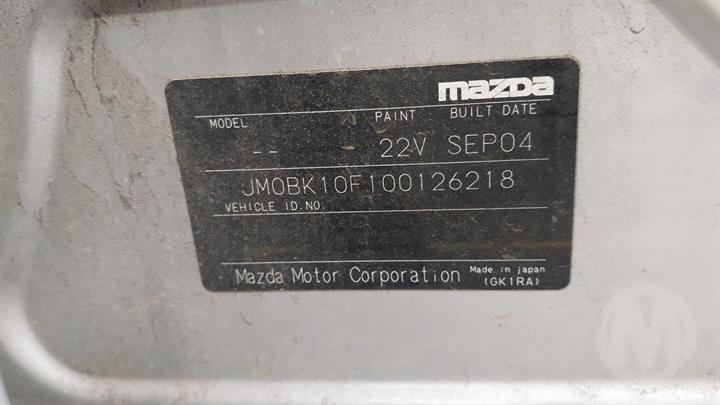 mazda
MODEL PAINT BUILT DATE
-- 22V SEP04
JM0BK10F100126218
VEHICLE ID.NO.
Mazda Motor Corporation Made in japan
(GK1RA)
M